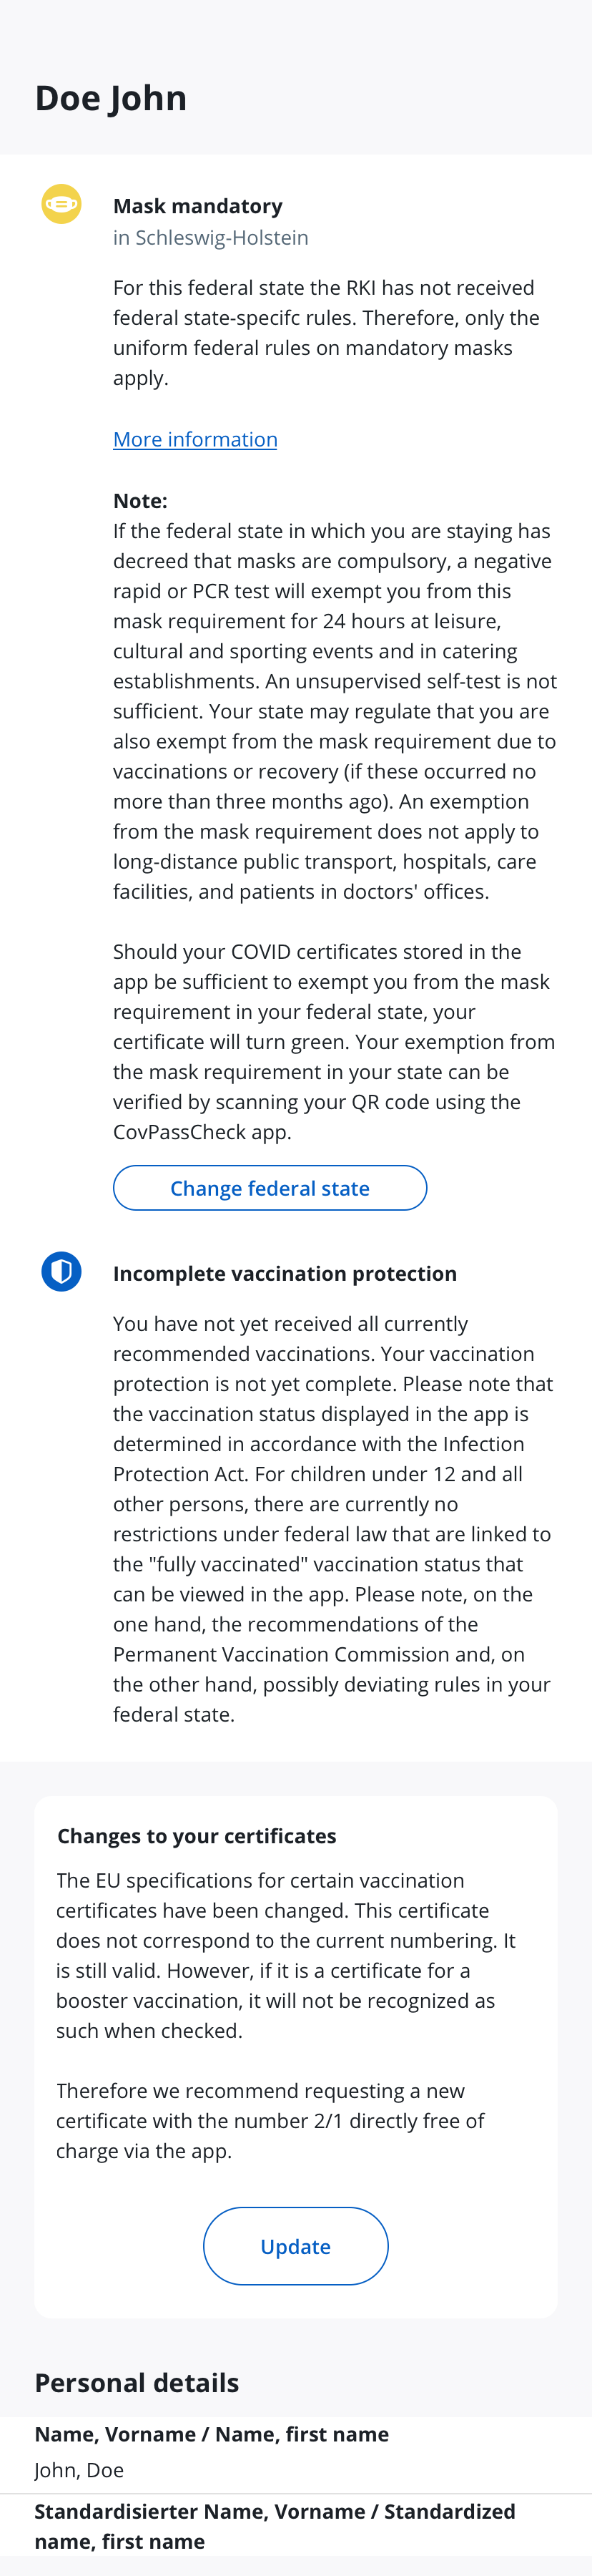 Doe John
Mask mandatory
in Schleswig-Holstein
For this federal state the RKI has not received
federal state-specifc rules. Therefore, only the
uniform federal rules on mandatory masks
apply.
More information
Note:
If the federal state in which you are staying has
decreed that masks are compulsory, a negative
rapid or PCR test will exempt you from this
mask requirement for 24 hours at leisure,
cultural and sporting events and in catering
establishments. An unsupervised self-test is not
sufficient. Your state may regulate that you are
also exempt from the mask requirement due to
vaccinations or recovery (if these occurred no
more than three months ago). An exemption
from the mask requirement does not apply to
long-distance public transport, hospitals, care
facilities, and patients in doctors' offices.
Should your COVID certificates stored in the
app be sufficient to exempt you from the mask
requirement in your federal state, your
certificate will turn green. Your exemption from
the mask requirement in your state can be
verified by scanning your QR code using the
CovPassCheck app.
Change federal state
Incomplete vaccination protection
You have not yet received all currently
recommended vaccinations. Your vaccination
protection is not yet complete. Please note that
the vaccination status displayed in the app is
determined in accordance with the Infection
Protection Act. For children under 12 and all
other persons, there are currently no
restrictions under federal law that are linked to
the "fully vaccinated" vaccination status that
can be viewed in the app. Please note, on the
one hand, the recommendations of the
Permanent Vaccination Commission and, on
the other hand, possibly deviating rules in your
federal state.
Changes to your certificates
The EU specifications for certain vaccination
certificates have been changed. This certificate
does not correspond to the current numbering. It
is still valid. However, if it is a certificate for a
booster vaccination, it will not be recognized as
such when checked.
Therefore we recommend requesting a new
certificate with the number 2/1 directly free of
charge via the app.
Update
Personal details
Name, Vorname / Name, first name
John, Doe
Standardisierter Name, Vorname / Standardized
name, first name